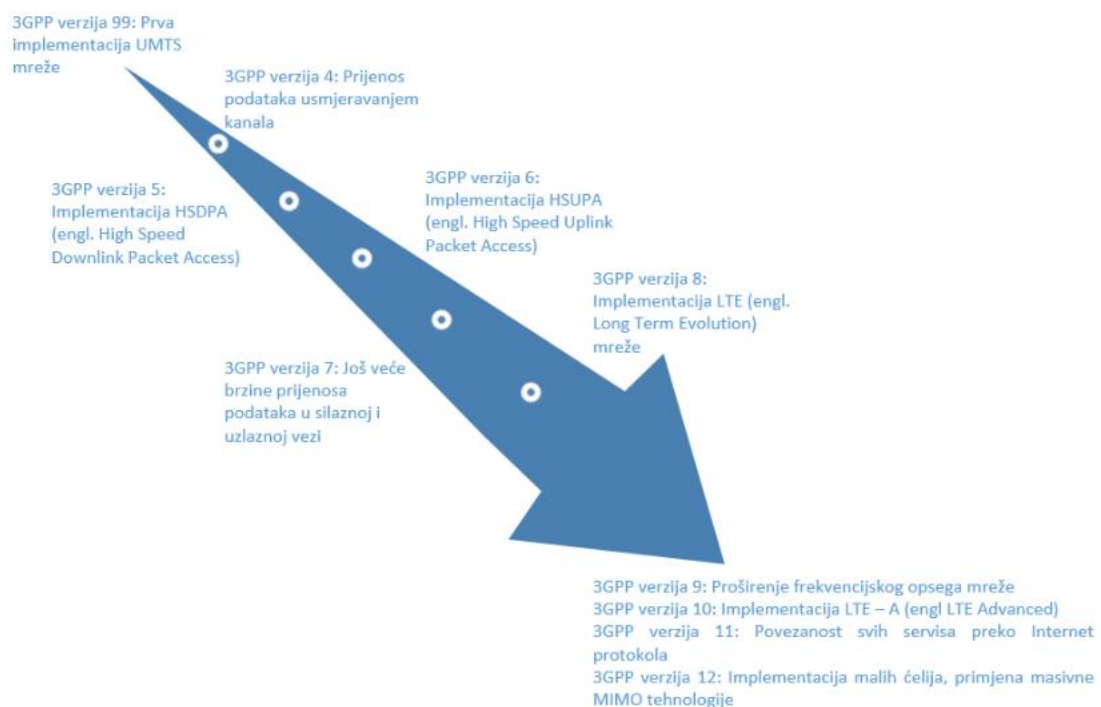 3GPP verzija 99: Prva
implementacija UMTS
mreže
3GPP verzija 4: Prijenos
podataka usmjeravanjem
kanala
3GPP verzija 5:
Implementacija HSDPA
(engl. High Speed
Downlink Packet Access)
3GPP verzija 6:
Implementacija HSUPA
(engl. High Speed Uplink
Packet Access)
3GPP verzija 7: Još veće
brzine prijenosa
podataka u silaznoj i
uzlaznoj vezi
3GPP verzija 8:
Implementacija LTE (engl.
Long Term Evolution)
mreže
3GPP verzija 9: Proširenje frekvencijskog opsega mreže
3GPP verzija 10: Implementacija LTE – A (engl LTE Advanced)
3GPP verzija 11: Povezanost svih servisa preko Internet
protokola
3GPP verzija 12: Implementacija malih ćelija, primjena masivne
MIMO tehnologije